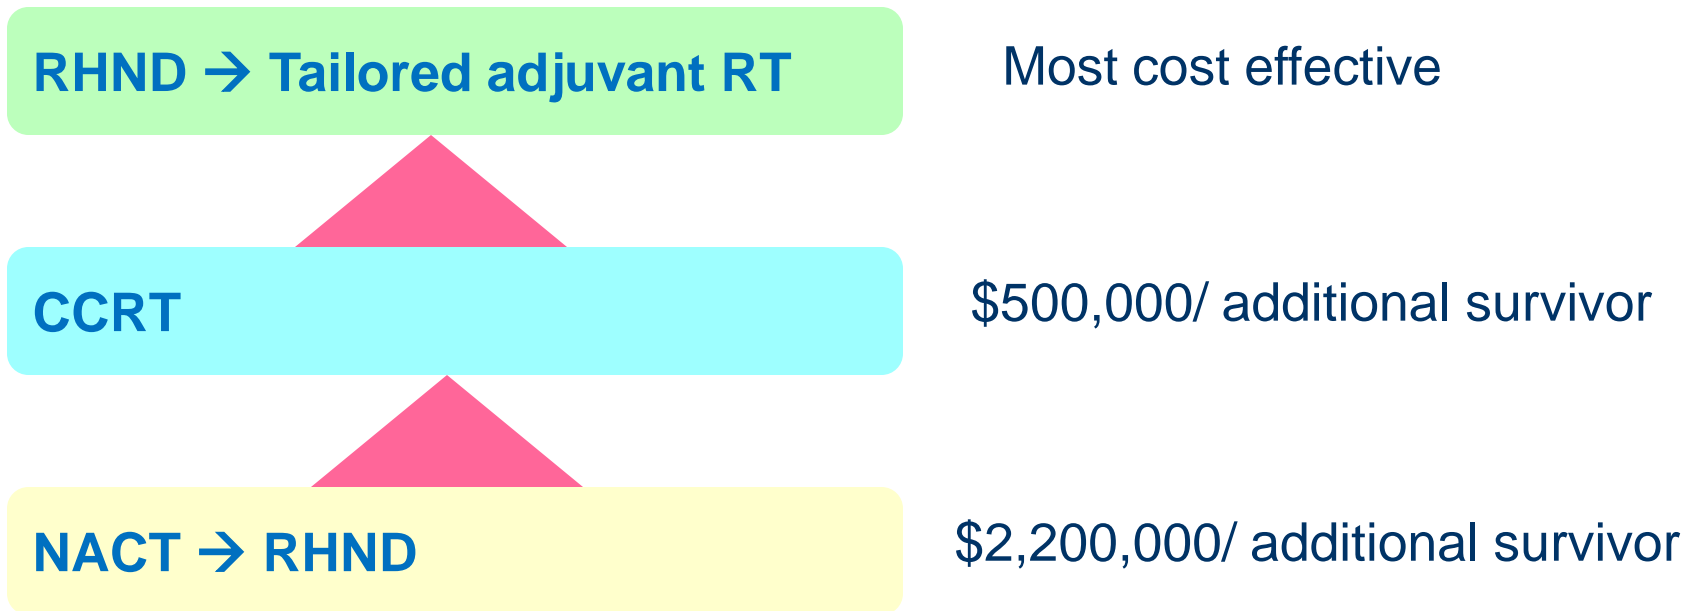 RHND → Tailored adjuvant RT
Most cost effective
CCRT
$500,000/ additional survivor
NACT → RHND
$2,200,000/ additional survivor